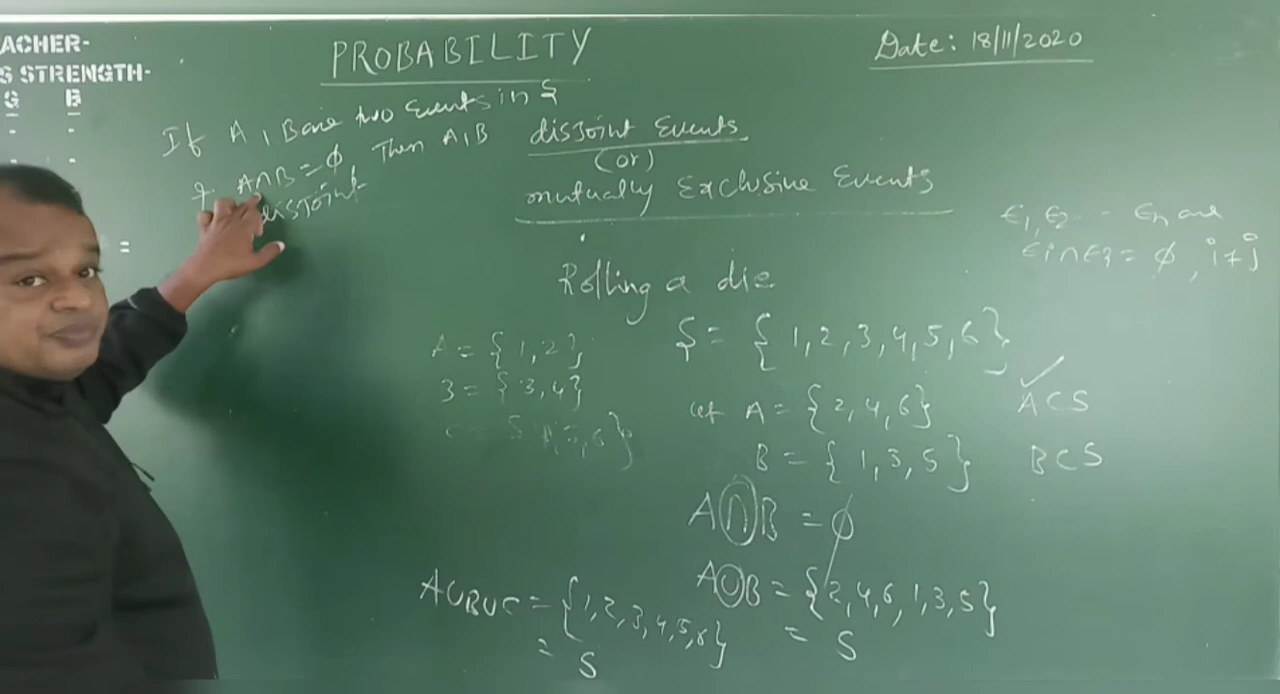 ACHER-
S STRENGTH-
G B
- -
- -
=
PROBABILITY
Date: 18/11/2020
If A, B are two Events in S
If A∩B = ϕ, Then A, B
disjoint
disjoint Events
(or)
mutually Exclusive Events
E1, E2 - - En are
Ei∩Ej = ϕ, i≠j
Rolling a die
S = {1,2,3,4,5,6}
A = {1,2}
B = {3,4}
let A = {2,4,6} A⊂S ✓
B = {1,3,5} B⊂S
A∩B = ϕ
A∪B = {2,4,6,1,3,5}
= S
A∪B∪C = {1,2,3,4,5,6}
= S